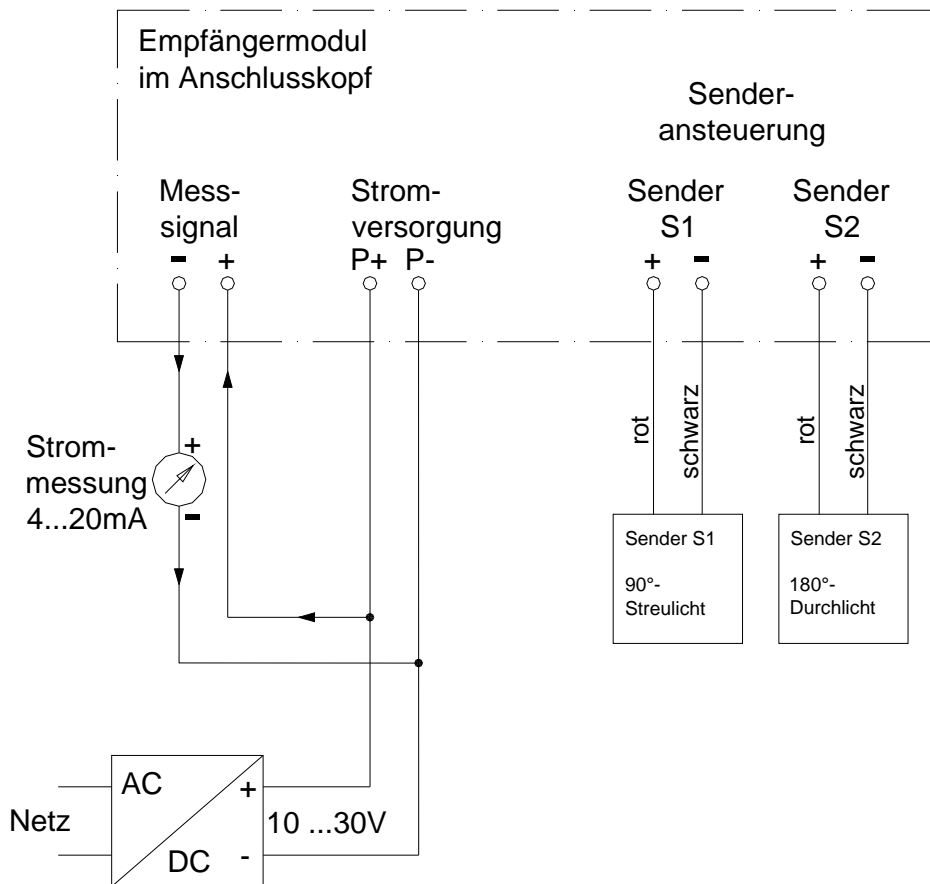 Empfängermodul
im Anschlusskopf
Sender-
ansteuerung
Mess-
signal
- +
Strom-
versorgung
P+ P-
Sender
S1
+ -
Sender
S2
+ -
rot
schwarz
rot
schwarz
Strom-
messung
4...20mA
+
-
Sender S1
90°-
Streulicht
Sender S2
180°-
Durchlicht
Netz
AC
DC
+
-
10 ...30V